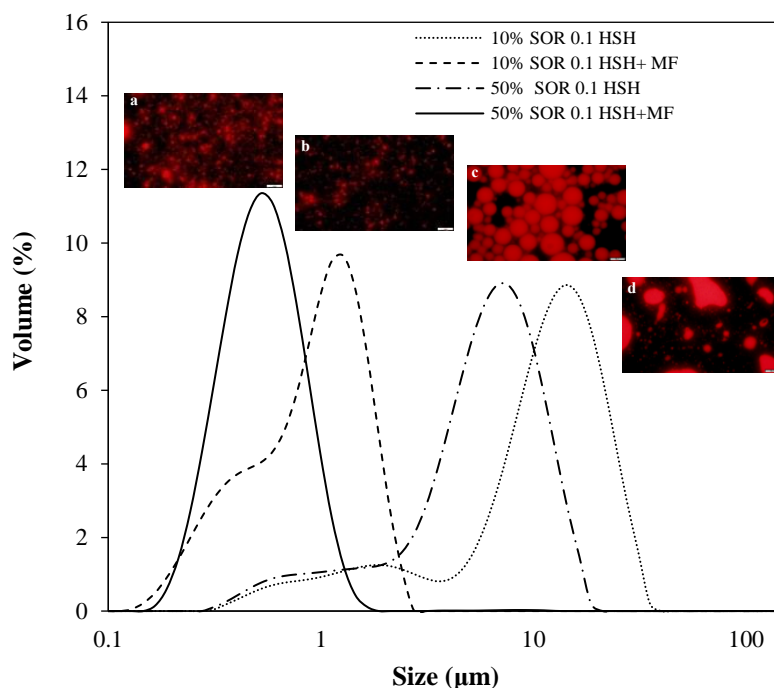 16
14
12
10
8
6
4
2
0
Volume (%)
0.1
1
10
100
Size (µm)
10% SOR 0.1 HSH
10% SOR 0.1 HSH+ MF
50%  SOR 0.1 HSH
50% SOR 0.1 HSH+MF
a
b
c
d